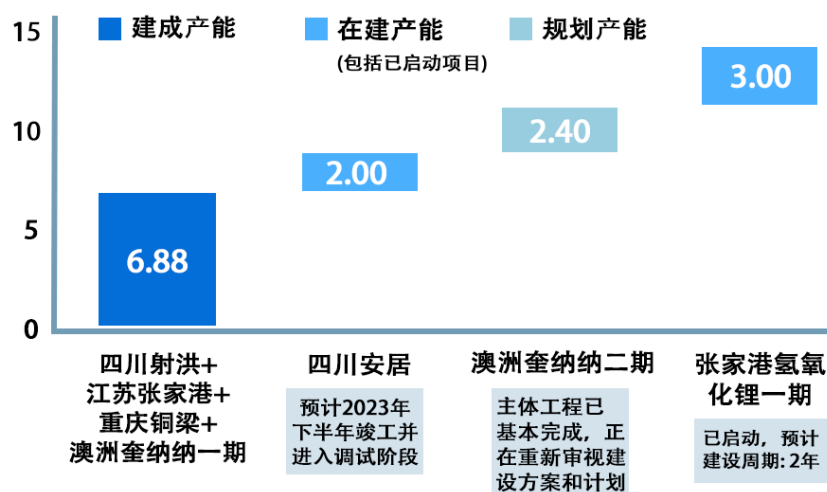 15
建成产能
在建产能
规划产能
(包括已启动项目)
3.00
10
2.40
2.00
5
6.88
0
四川射洪+
江苏张家港+
重庆铜梁+
澳洲奎纳纳一期
四川安居
预计2023年
下半年竣工并
进入调试阶段
澳洲奎纳纳二期
主体工程已
基本完成，正
在重新审视建
设方案和计划
张家港氢氧
化锂一期
已启动，预计
建设周期: 2年